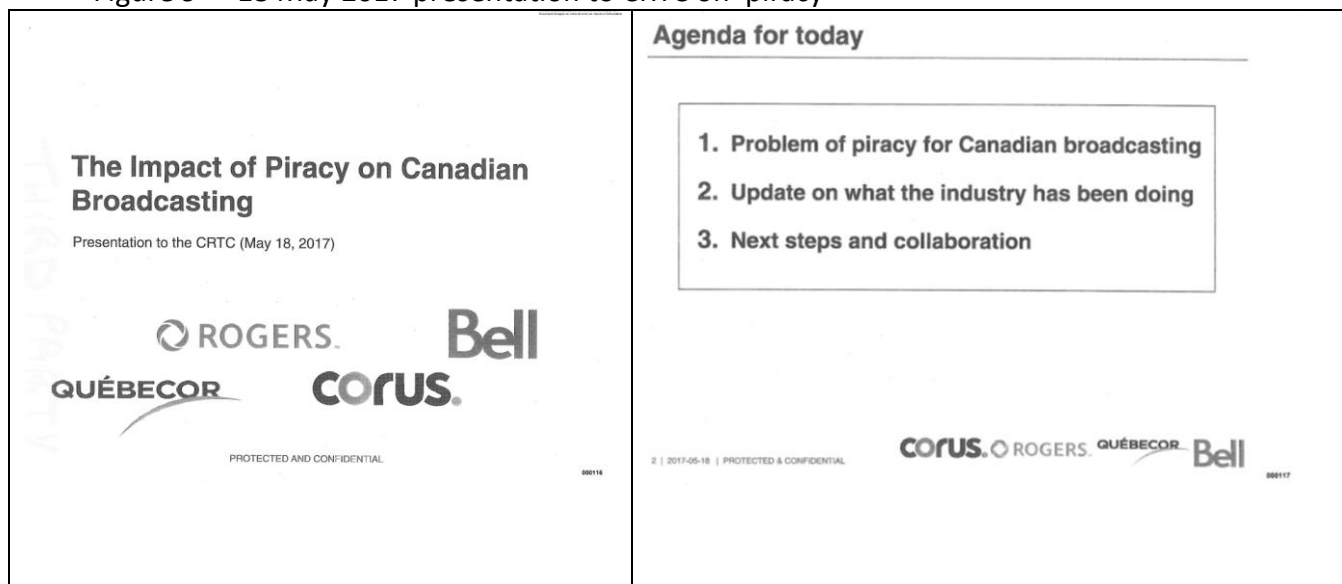 Figure May 2017 presentation to CRTC on piracy
THIRD PARTY
The Impact of Piracy on Canadian
Broadcasting
Presentation to the CRTC (May 18, 2017)
ROGERS.
Bell
QUÉBECOR
corus.
PROTECTED AND CONFIDENTIAL
000116
Agenda for today
1. Problem of piracy for Canadian broadcasting
2. Update on what the industry has been doing
3. Next steps and collaboration
2 | 2017-05-18 | PROTECTED & CONFIDENTIAL
corus. ROGERS. QUÉBECOR Bell
000117